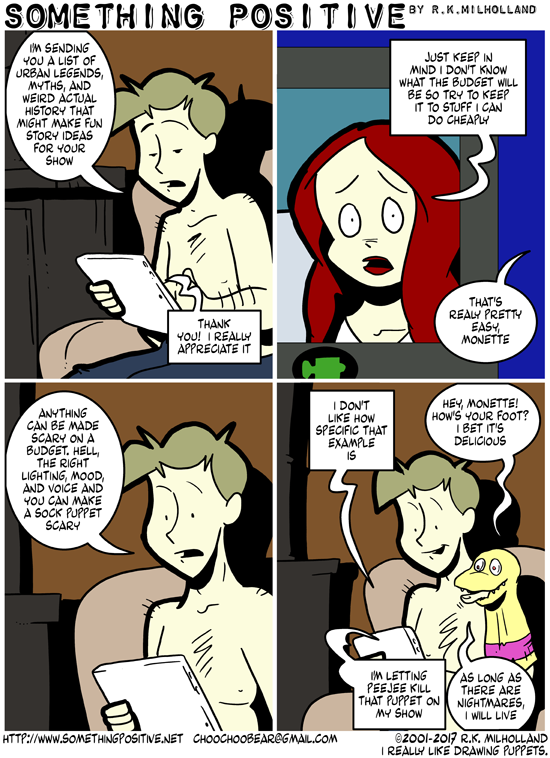 SOMETHING POSITIVE BY R.K.MILHOLLAND
I'M SENDING
YOU A LIST OF
URBAN LEGENDS,
MYTHS, AND
WEIRD ACTUAL
HISTORY THAT
MIGHT MAKE FUN
STORY IDEAS
FOR YOUR
SHOW
THANK
YOU! I REALLY
APPRECIATE IT
JUST KEEP IN
MIND I DON'T KNOW
WHAT THE BUDGET WILL
BE SO TRY TO KEEP
IT TO STUFF I CAN
DO CHEAPLY
THAT'S
REALY PRETTY
EASY,
MONETTE
ANYTHING
CAN BE MADE
SCARY ON A
BUDGET. HELL,
THE RIGHT
LIGHTING, MOOD,
AND VOICE AND
YOU CAN MAKE
A SOCK PUPPET
SCARY
I DON'T
LIKE HOW
SPECIFIC THAT
EXAMPLE
IS
HEY, MONETTE!
HOW'S YOUR FOOT?
I BET IT'S
DELICIOUS
I'M LETTING
PEEJEE KILL
THAT PUPPET ON
MY SHOW
AS LONG AS
THERE ARE
NIGHTMARES,
I WILL LIVE
HTTP://WWW.SOMETHINGPOSITIVE.NET CHOOCHOOBEAR@GMAIL.COM ©2001-2017 R.K. MILHOLLAND
I REALLY LIKE DRAWING PUPPETS.